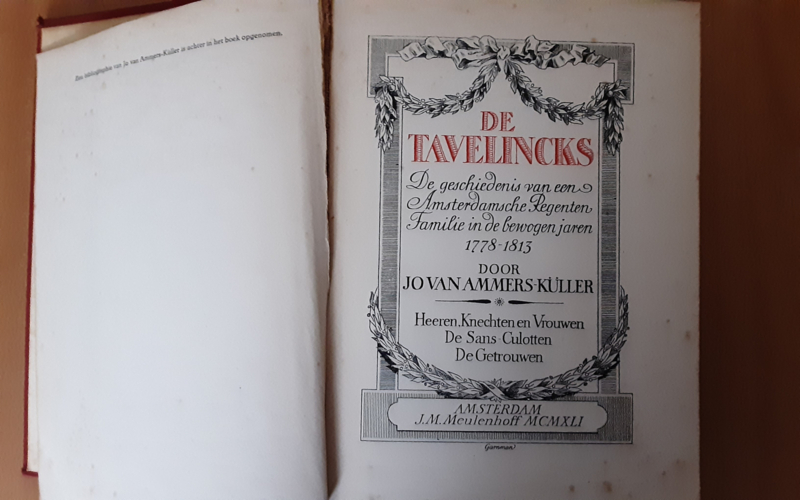 Een inhoudsopgave van Jo van Ammers-Küller is achter in het boek opgenomen.
DE
TAVELINCKS
De geschiedenis van een
Amsterdamsche Regenten
Familie in de bewogen jaren
1778-1813
DOOR
JO VAN AMMERS-KÜLLER
Heeren, Knechten en Vrouwen
De Sans-Culotten
De Getrouwen
AMSTERDAM
J.M. Meulenhoff MCMXLI